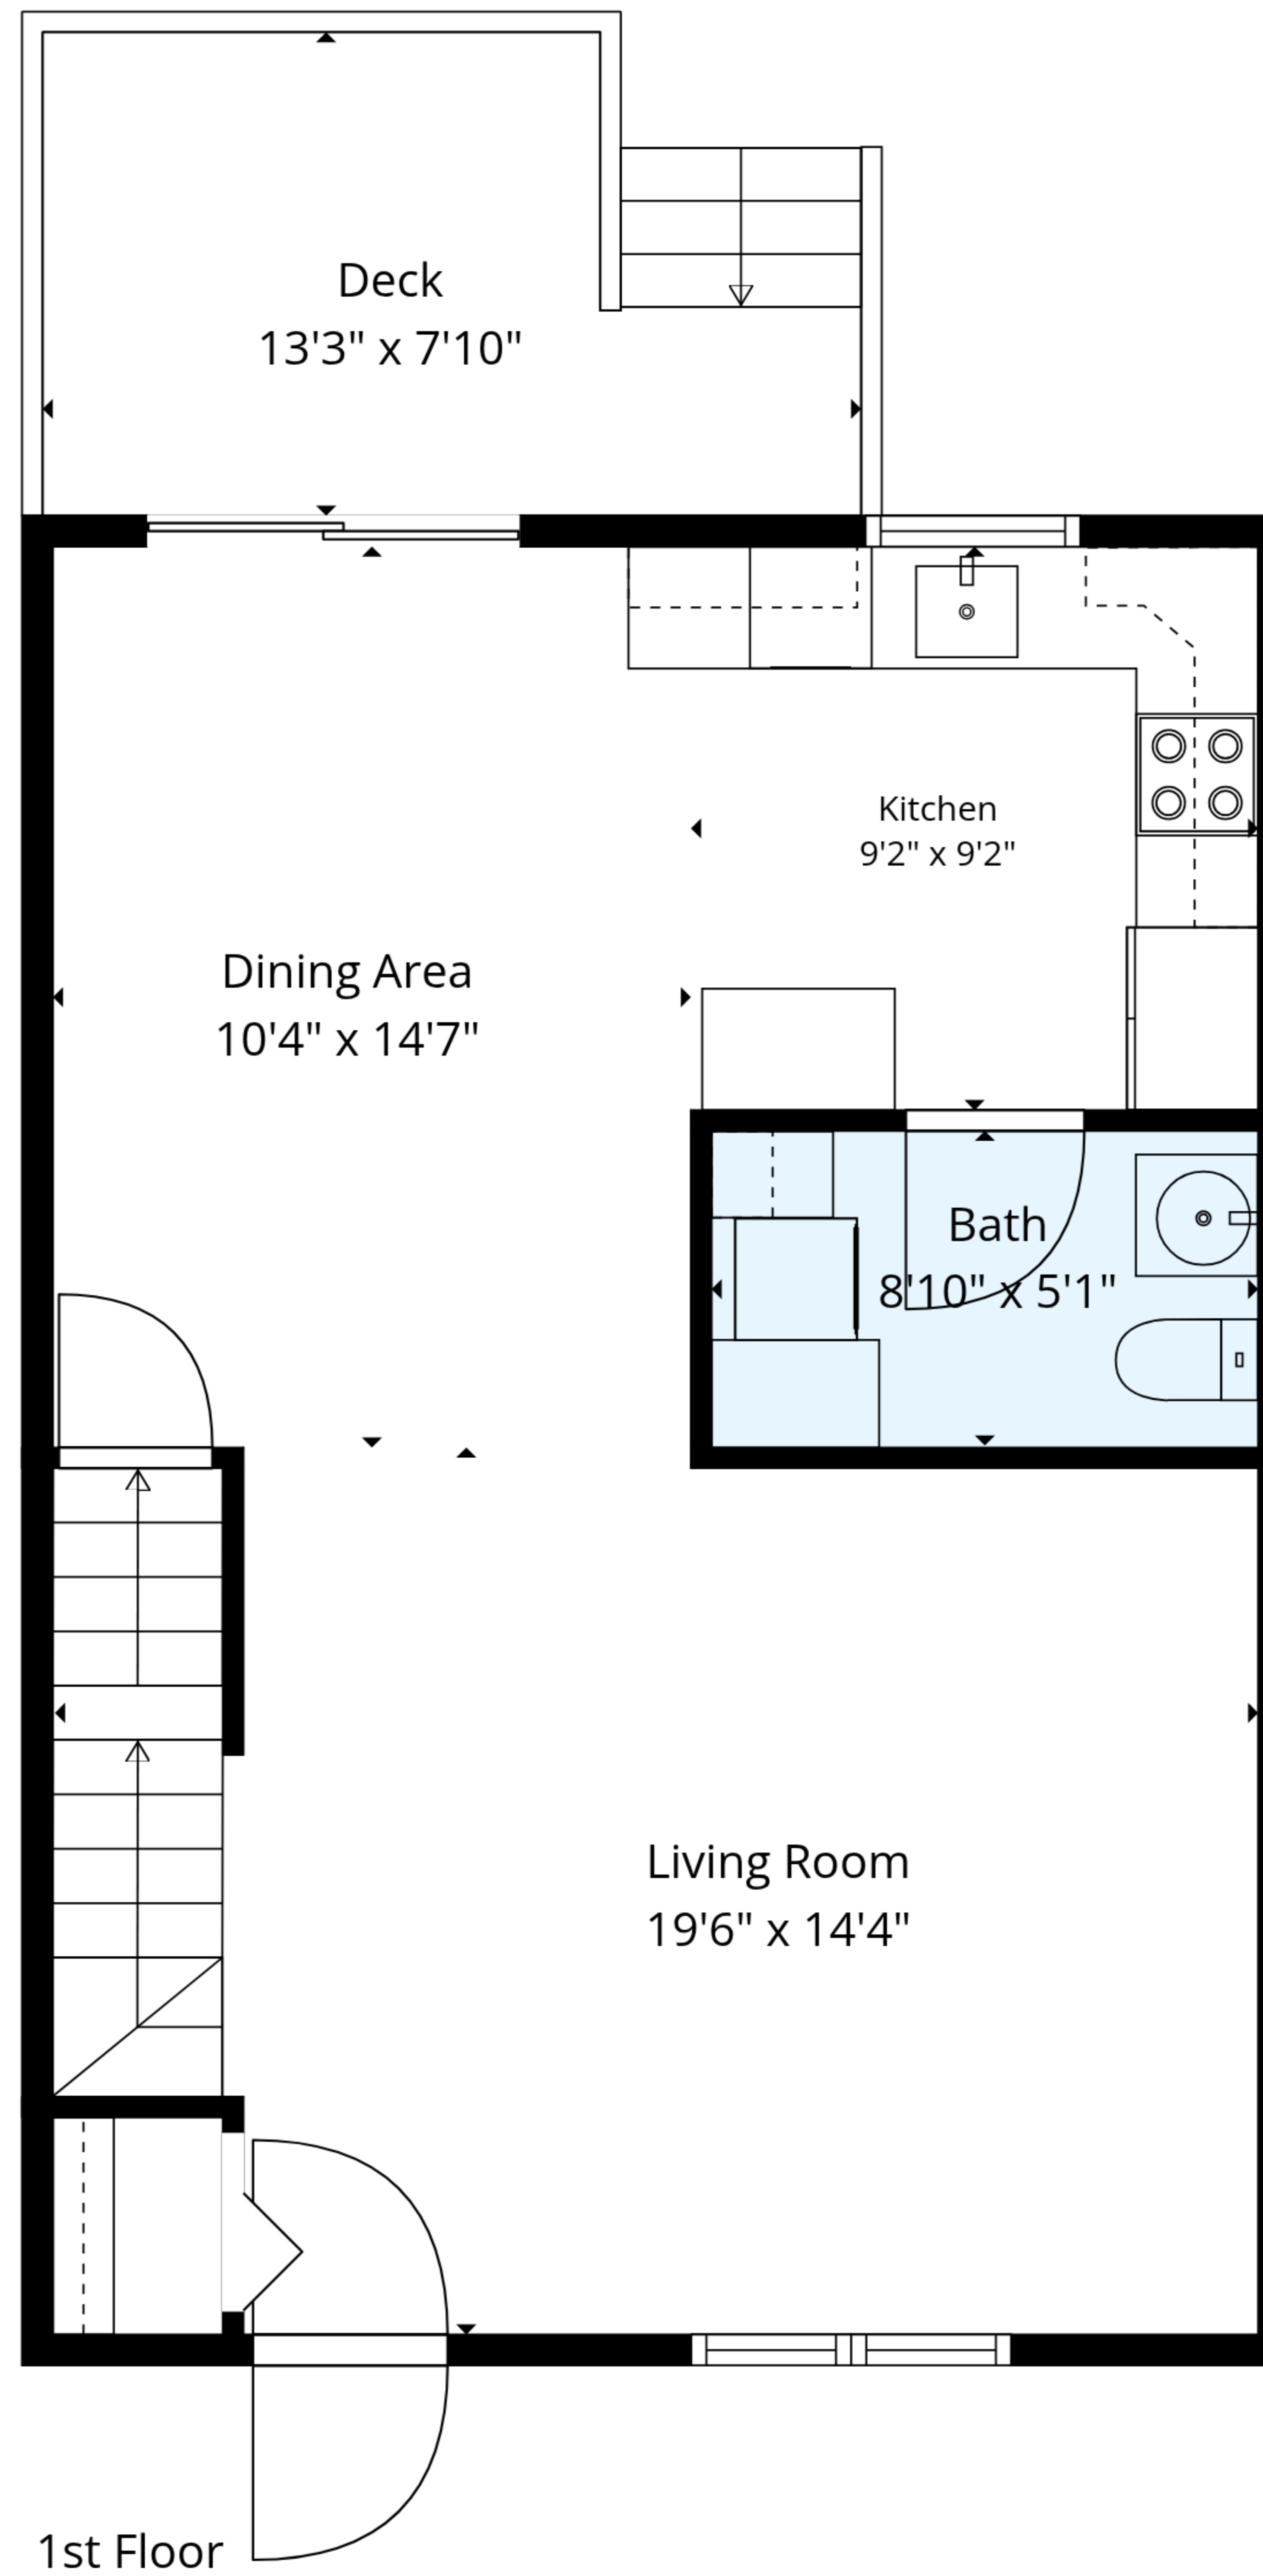 Deck
13'3" x 7'10"
Kitchen
9'2" x 9'2"
Dining Area
10'4" x 14'7"
Bath
8'10" x 5'1"
Living Room
19'6" x 14'4"
1st Floor